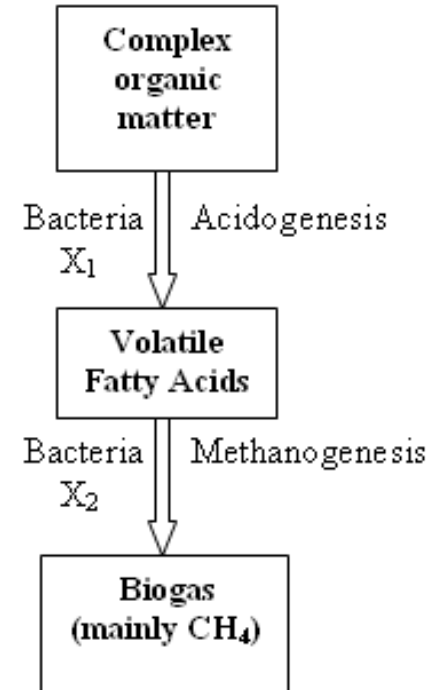 Complex
organic
matter
Bacteria Acidogenesis
X₁
Volatile
Fatty Acids
Bacteria Methanogenesis
X₂
Biogas
(mainly CH₄)